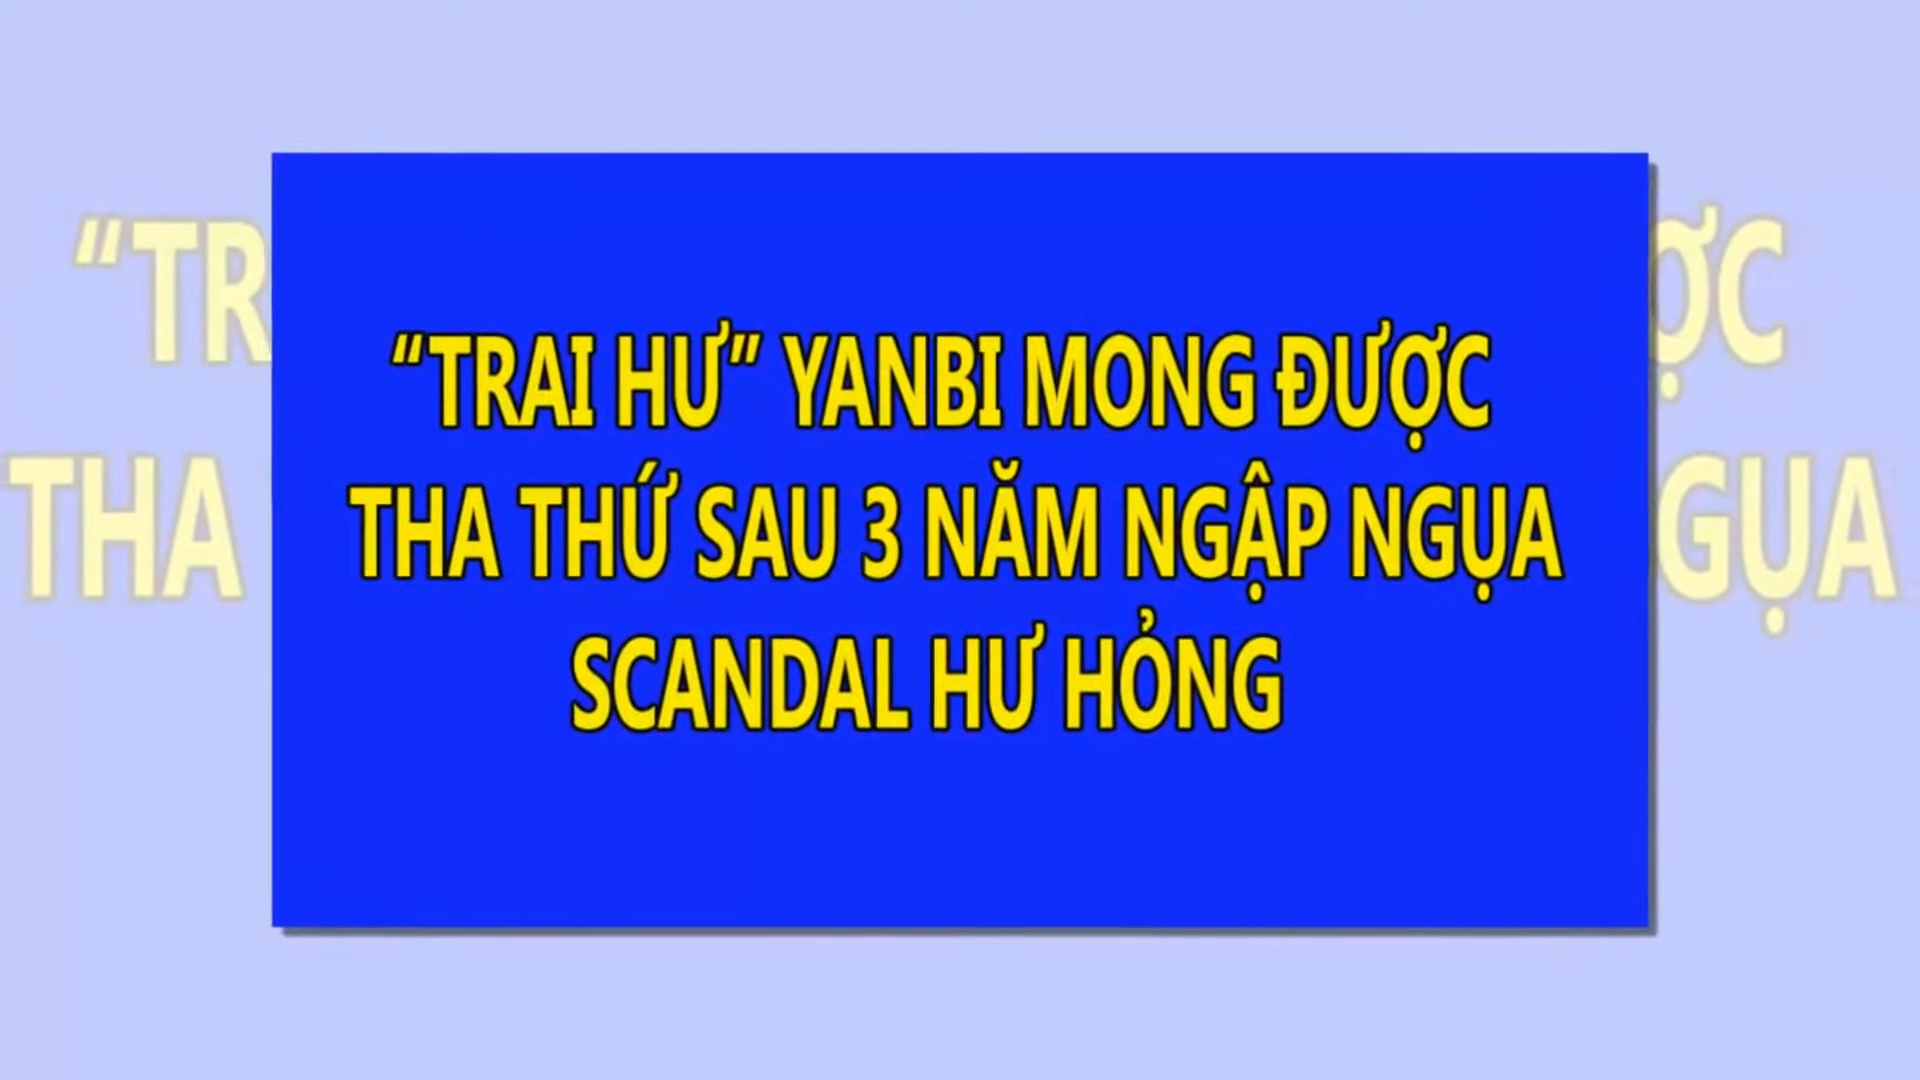 “TRAI HƯ” YANBI MONG ĐƯỢC
THA THỨ SAU 3 NĂM NGẬP NGỤA
SCANDAL HƯ HỎNG